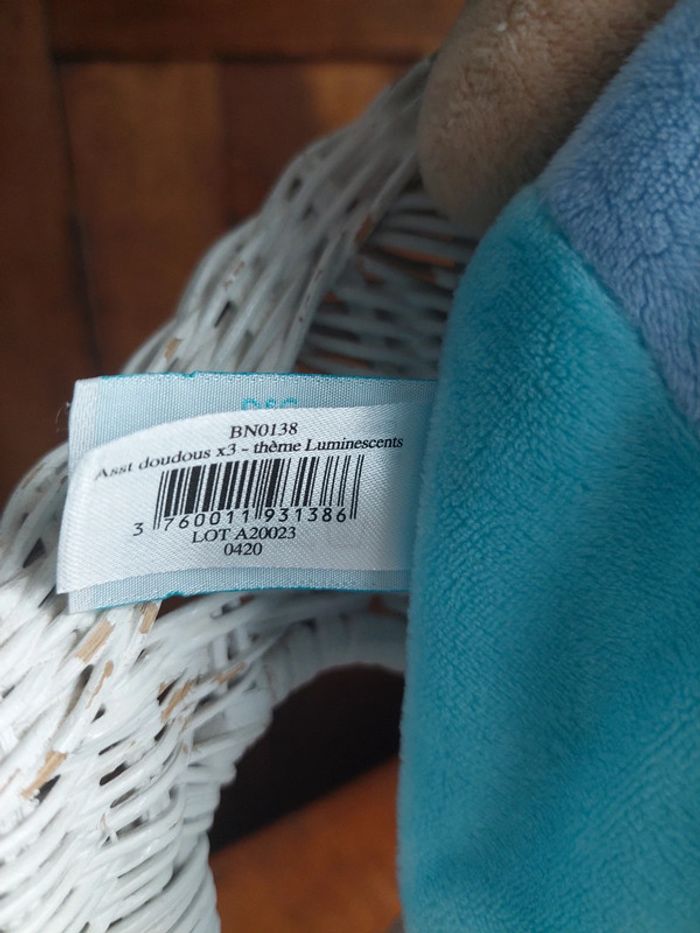 BN0138
Asst doudous x3 - thème Luminescents
3 760011 931386
LOT A20023
0420